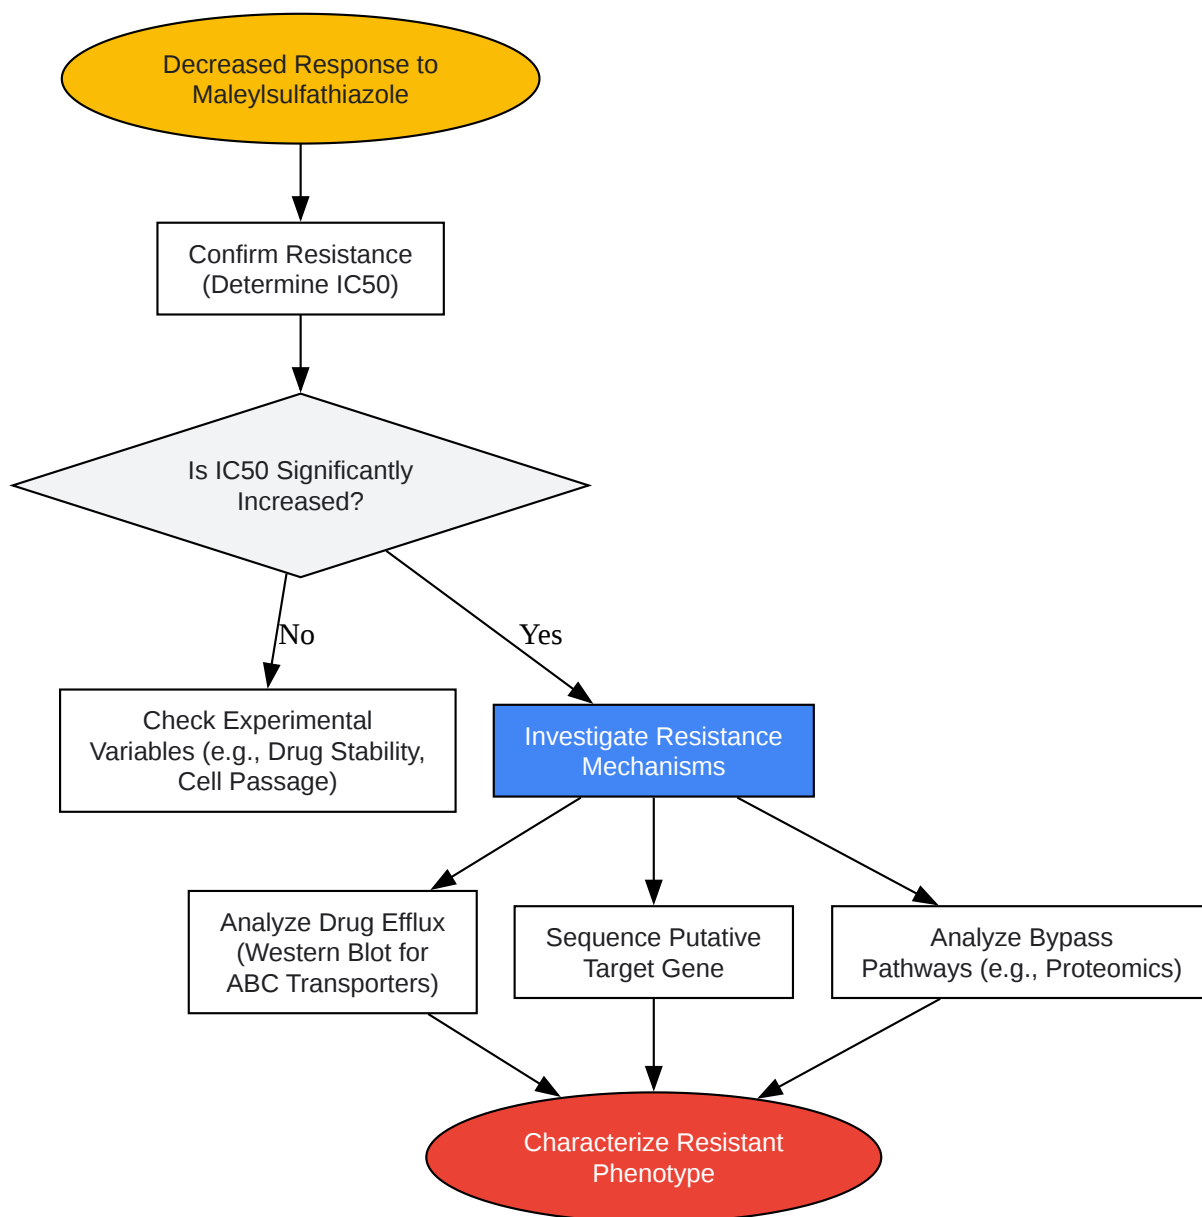 Decreased Response to
Maleylsulfathiazole
Confirm Resistance
(Determine IC50)
Is IC50 Significantly
Increased?
No
Yes
Check Experimental
Variables (e.g., Drug Stability,
Cell Passage)
Investigate Resistance
Mechanisms
Analyze Drug Efflux
(Western Blot for
ABC Transporters)
Sequence Putative
Target Gene
Analyze Bypass
Pathways (e.g., Proteomics)
Characterize Resistant
Phenotype